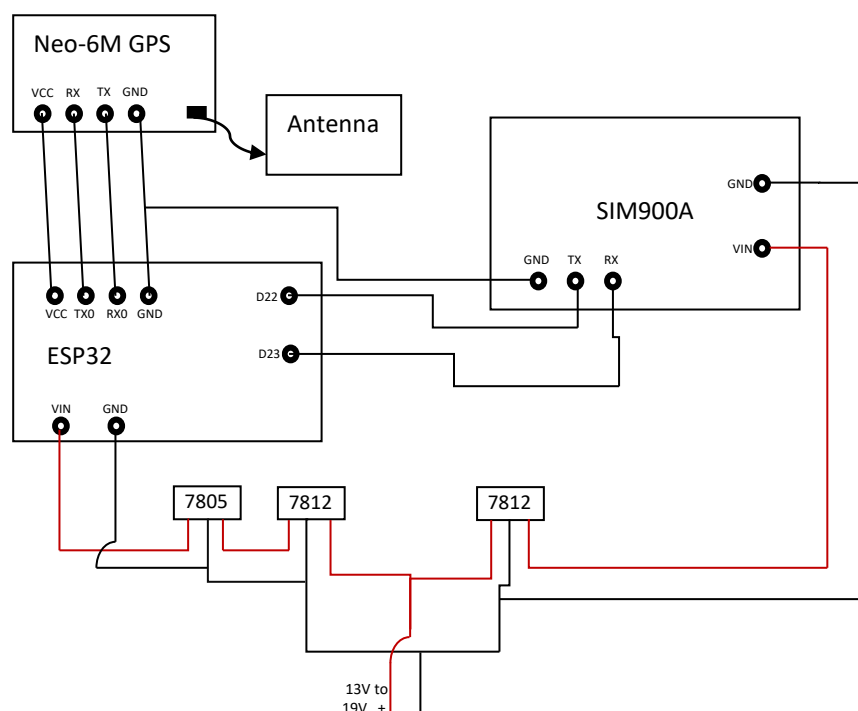 Neo-6M GPS
VCC RX TX GND
Antenna
GND
SIM900A
VIN
GND TX RX
D22
VCC TX0 RX0 GND
ESP32
D23
VIN GND
7805
7812
7812
13V to
19V +